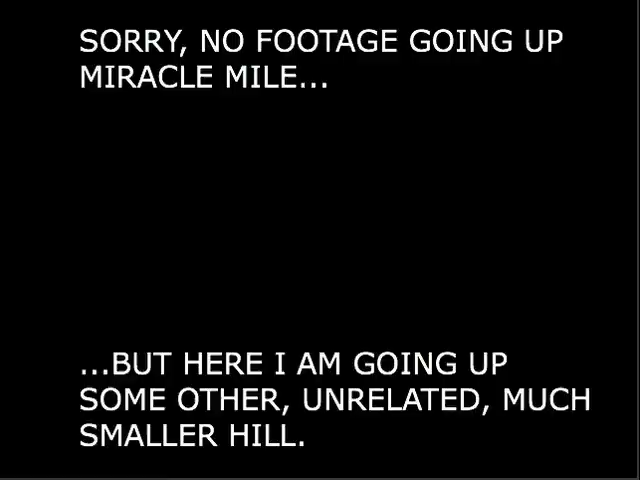 SORRY, NO FOOTAGE GOING UP
MIRACLE MILE...
...BUT HERE I AM GOING UP
SOME OTHER, UNRELATED, MUCH
SMALLER HILL.